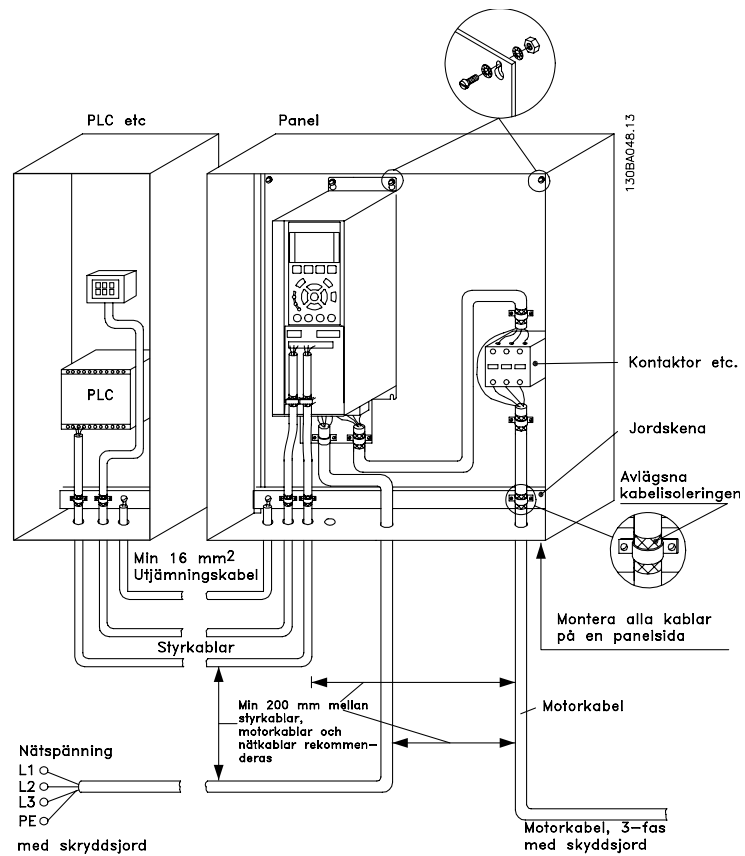 PLC etc
Panel
130BA048.13
PLC
Kontaktor etc.
Jordskena
Avlägsna
kabelisoleringen
Min 16 mm2
Utjämningskabel
Styrkablar
Montera alla kablar
på en panelsida
Min 200 mm mellan
styrkablar,
motorkablar och
nätkablar rekommen-
deras
Motorkabel
Nätspänning
L1
L2
L3
PE
med skryddsjord
Motorkabel, 3-fas
med skyddsjord